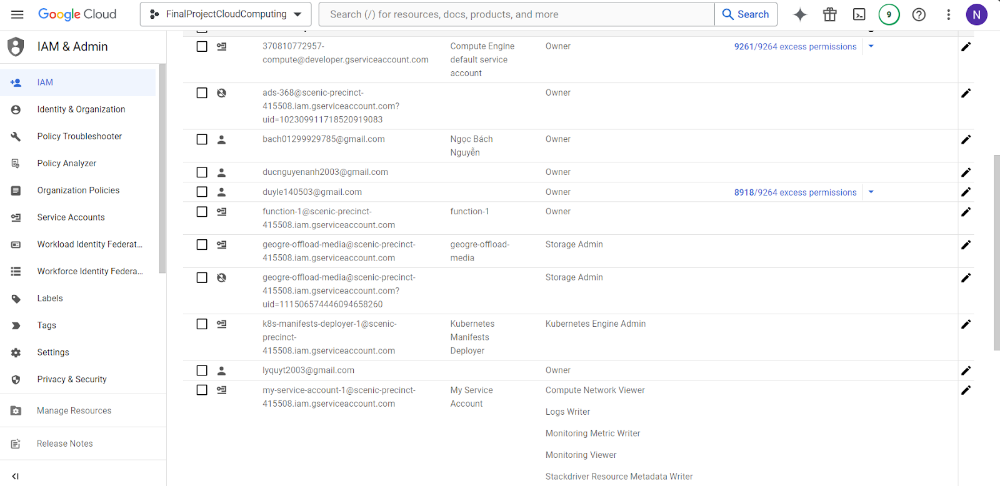 Google Cloud
FinalProjectCloudComputing
Search (/) for resources, docs, products, and more
Search
9
N
IAM & Admin
IAM
Identity & Organization
Policy Troubleshooter
Policy Analyzer
Organization Policies
Service Accounts
Workload Identity Federat...
Workforce Identity Federa...
Labels
Tags
Settings
Privacy & Security
Manage Resources
Release Notes
370810772957-
compute@developer.gserviceaccount.com
Compute Engine
default service
account
Owner
9261/9264 excess permissions
ads-368@scenic-precinct-
415508.iam.gserviceaccount.com?
uid=102309911718520919083
Owner
bach01299929785@gmail.com
Ngọc Bách
Nguyễn
Owner
ducnguyenanh2003@gmail.com
Owner
duyle140503@gmail.com
Owner
8918/9264 excess permissions
function-1@scenic-precinct-
415508.iam.gserviceaccount.com
function-1
Owner
geogre-offload-media@scenic-precinct-
415508.iam.gserviceaccount.com
geogre-offload-
media
Storage Admin
geogre-offload-media@scenic-precinct-
415508.iam.gserviceaccount.com?
uid=111506574446094658260
Storage Admin
k8s-manifests-deployer-1@scenic-
precinct-
415508.iam.gserviceaccount.com
Kubernetes
Manifests
Deployer
Kubernetes Engine Admin
lyquyt2003@gmail.com
Owner
my-service-account-1@scenic-precinct-
415508.iam.gserviceaccount.com
My Service
Account
Compute Network Viewer
Logs Writer
Monitoring Metric Writer
Monitoring Viewer
Stackdriver Resource Metadata Writer